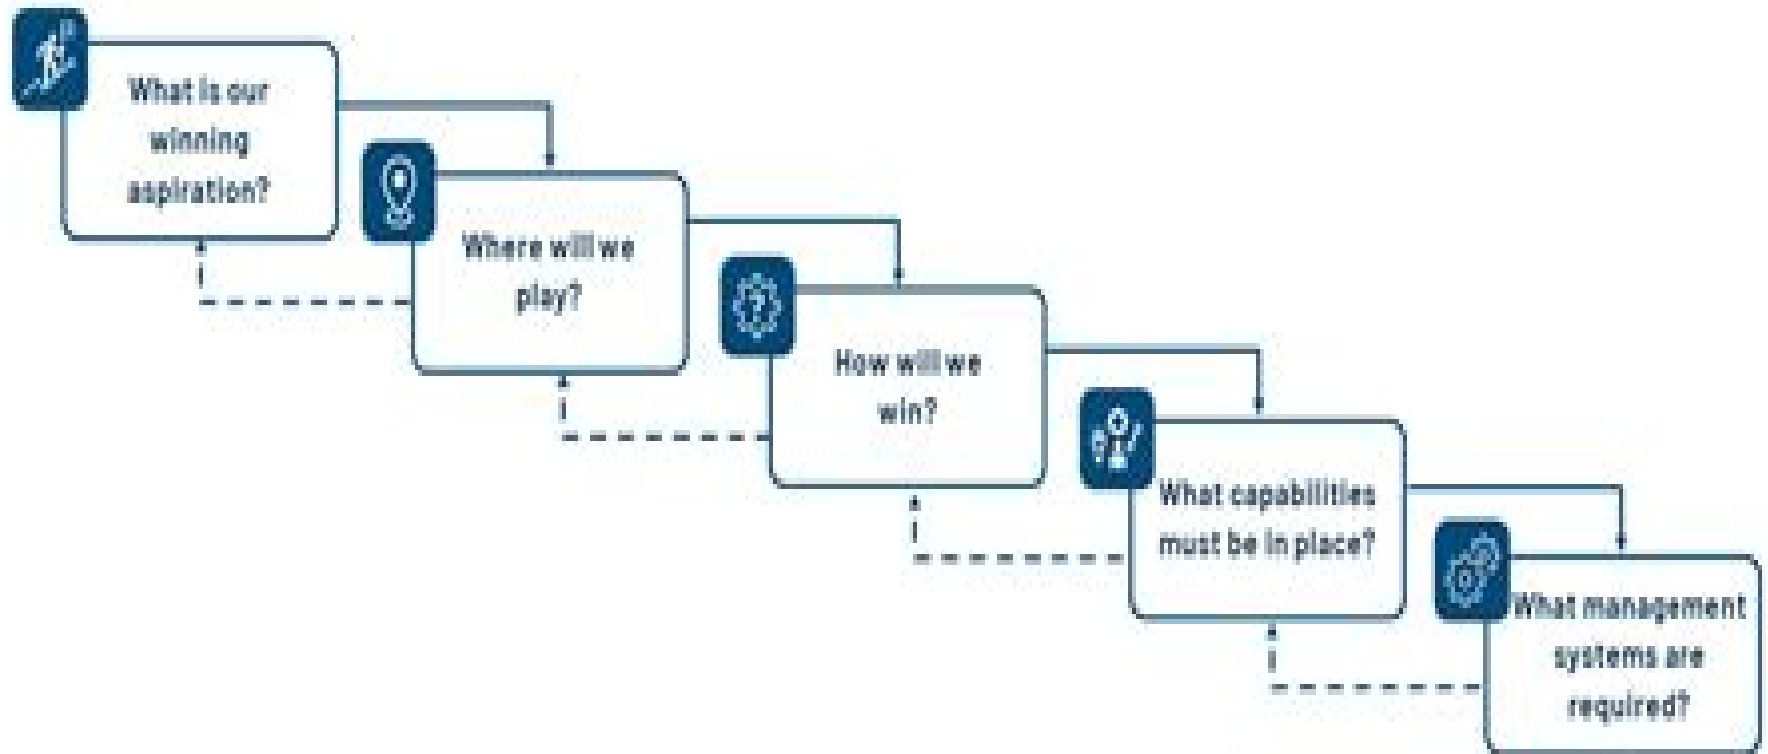 What is our
winning
aspiration?
Where will we
play?
?
How will we
win?
What capabilities
must be in place?
What management
systems are
required?